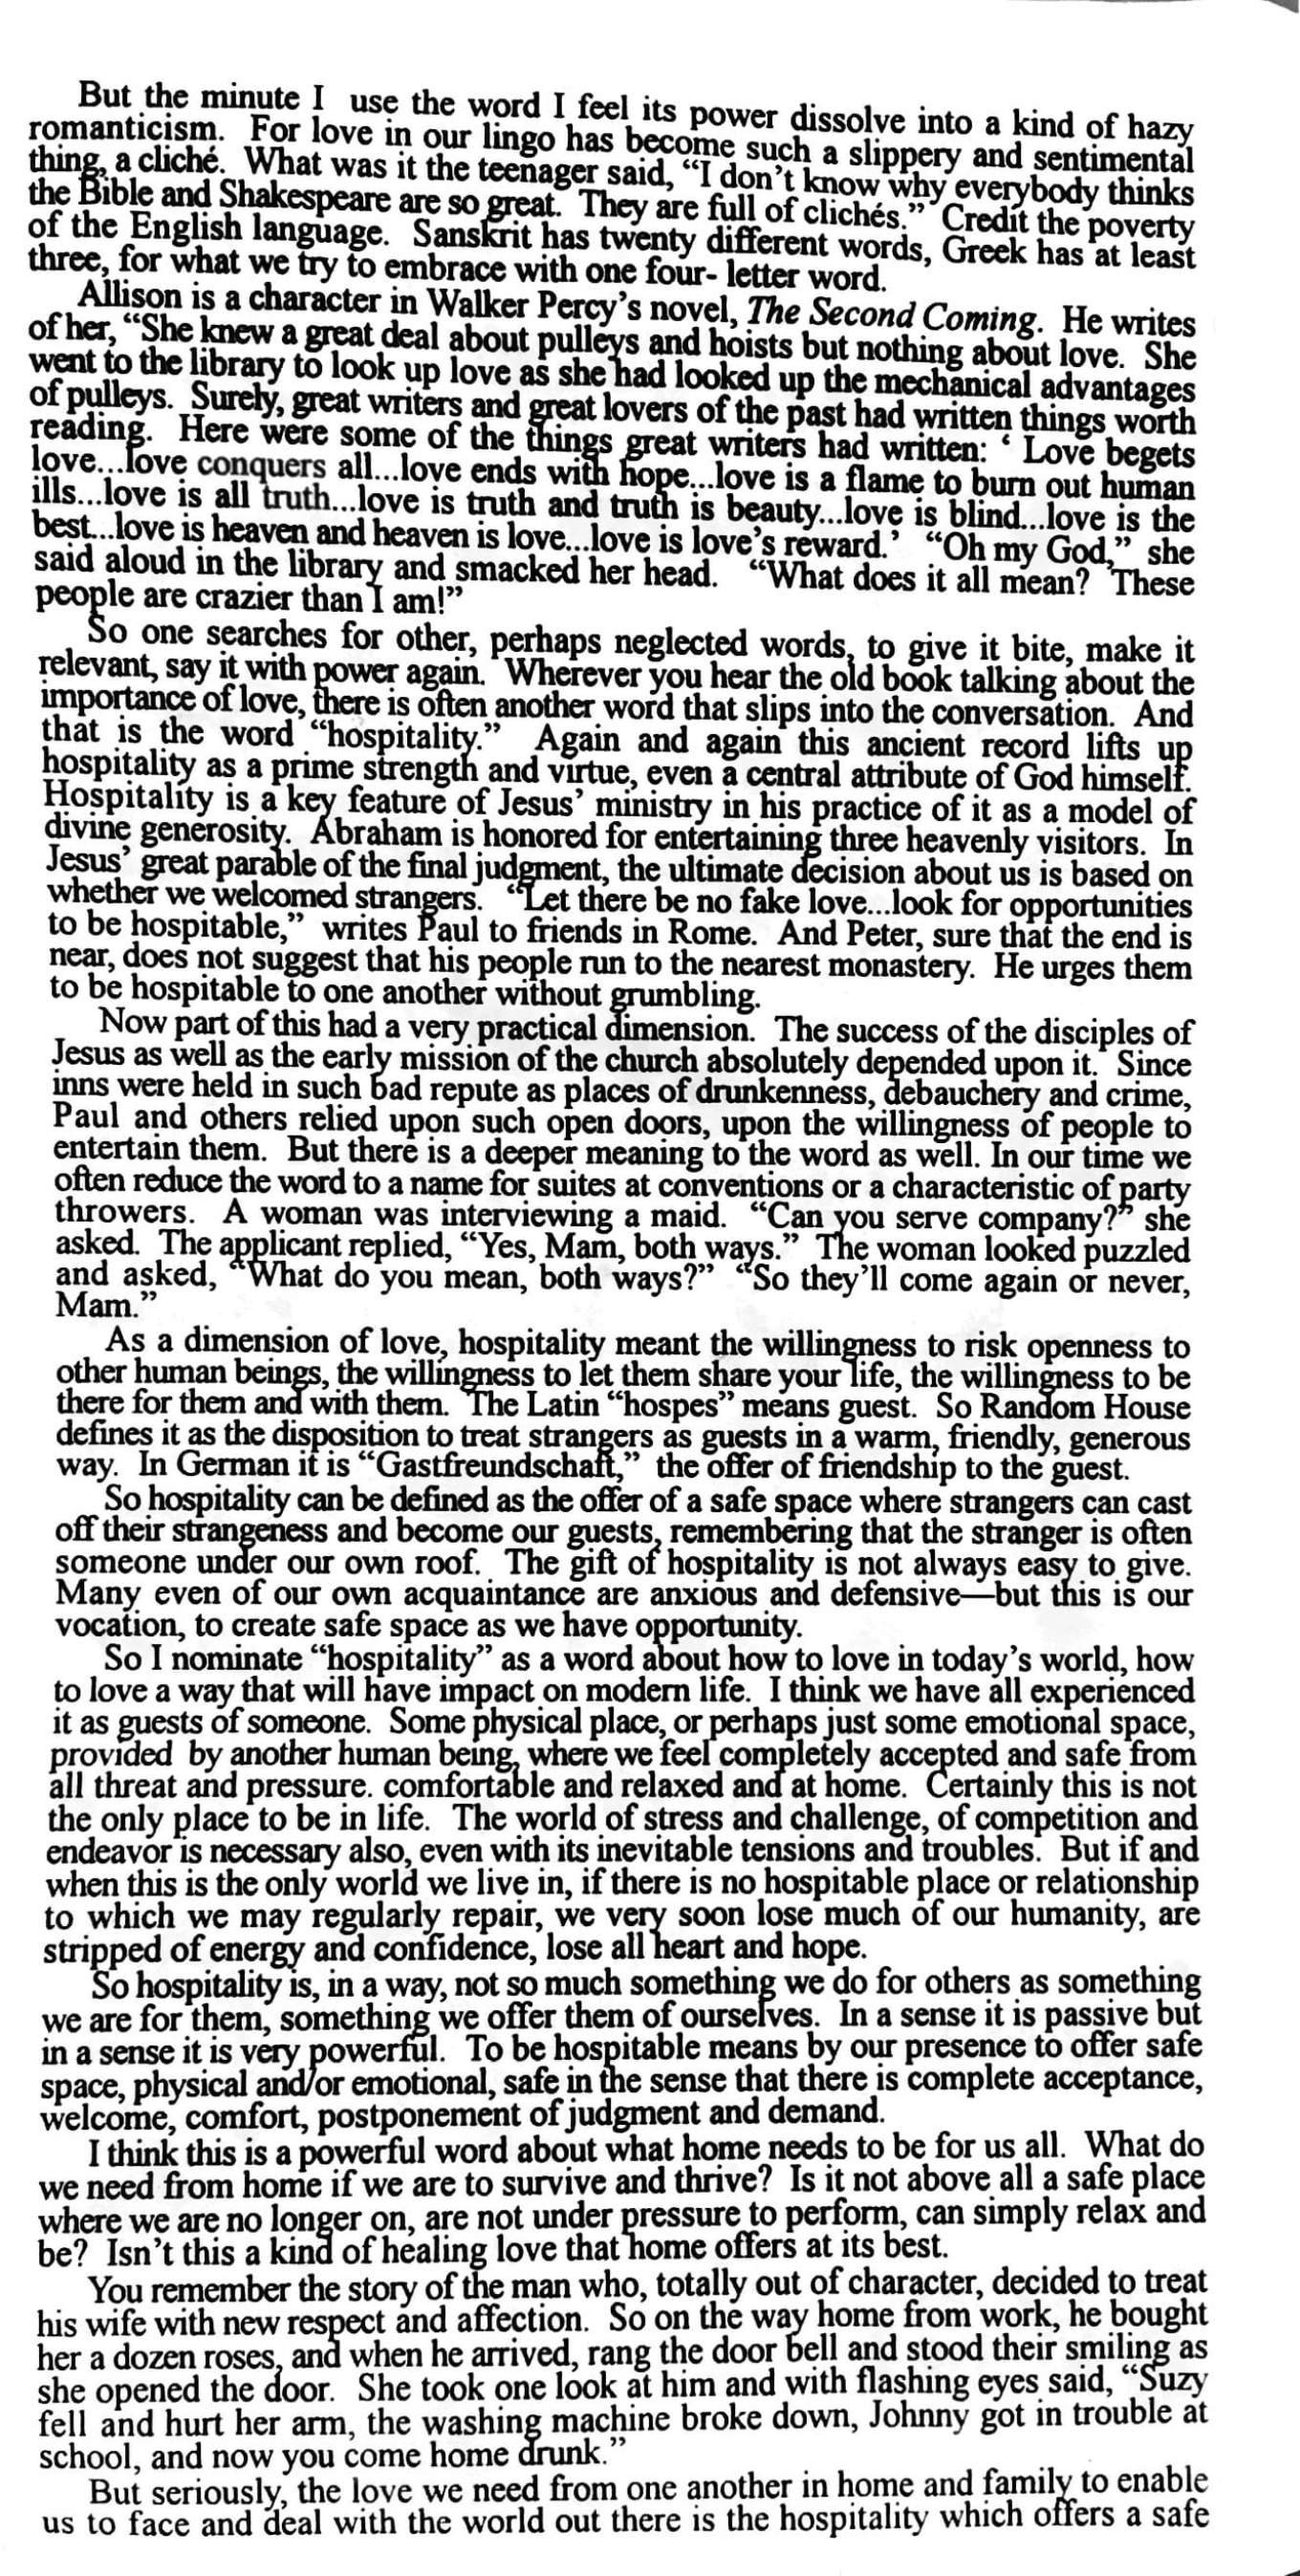 But the minute I use the word I feel its power dissolve into a kind of hazy
romanticism. For love in our lingo has become such a slippery and sentimental
thing, a cliché. What was it the teenager said, “I don’t know why everybody thinks
the Bible and Shakespeare are so great. They are full of clichés.” Credit the poverty
of the English language. Sanskrit has twenty different words, Greek has at least
three, for what we try to embrace with one four- letter word.
Allison is a character in Walker Percy’s novel, The Second Coming. He writes
of her, “She knew a great deal about pulleys and hoists but nothing about love. She
went to the library to look up love as she had looked up the mechanical advantages
of pulleys. Surely, great writers and great lovers of the past had written things worth
reading. Here were some of the things great writers had written: ‘ Love begets
love...love conquers all...love ends with hope...love is a flame to burn out human
ills...love is all truth...love is truth and truth is beauty...love is blind...love is the
best...love is heaven and heaven is love...love is love’s reward.’ “Oh my God,” she
said aloud in the library and smacked her head. “What does it all mean? These
people are crazier than I am!”
So one searches for other, perhaps neglected words, to give it bite, make it
relevant, say it with power again. Wherever you hear the old book talking about the
importance of love, there is often another word that slips into the conversation. And
that is the word “hospitality.” Again and again this ancient record lifts up
hospitality as a prime strength and virtue, even a central attribute of God himself.
Hospitality is a key feature of Jesus’ ministry in his practice of it as a model of
divine generosity. Abraham is honored for entertaining three heavenly visitors. In
Jesus’ great parable of the final judgment, the ultimate decision about us is based on
whether we welcomed strangers. “Let there be no fake love...look for opportunities
to be hospitable,” writes Paul to friends in Rome. And Peter, sure that the end is
near, does not suggest that his people run to the nearest monastery. He urges them
to be hospitable to one another without grumbling.
Now part of this had a very practical dimension. The success of the disciples of
Jesus as well as the early mission of the church absolutely depended upon it. Since
inns were held in such bad repute as places of drunkenness, debauchery and crime,
Paul and others relied upon such open doors, upon the willingness of people to
entertain them. But there is a deeper meaning to the word as well. In our time we
often reduce the word to a name for suites at conventions or a characteristic of party
throwers. A woman was interviewing a maid. “Can you serve company?” she
asked. The applicant replied, “Yes, Mam, both ways.” The woman looked puzzled
and asked, “What do you mean, both ways?” “So they’ll come again or never,
Mam.”
As a dimension of love, hospitality meant the willingness to risk openness to
other human beings, the willingness to let them share your life, the willingness to be
there for them and with them. The Latin “hospes” means guest. So Random House
defines it as the disposition to treat strangers as guests in a warm, friendly, generous
way. In German it is “Gastfreundschaft,” the offer of friendship to the guest.
So hospitality can be defined as the offer of a safe space where strangers can cast
off their strangeness and become our guests, remembering that the stranger is often
someone under our own roof. The gift of hospitality is not always easy to give.
Many even of our own acquaintance are anxious and defensive—but this is our
vocation, to create safe space as we have opportunity.
So I nominate “hospitality” as a word about how to love in today’s world, how
to love a way that will have impact on modern life. I think we have all experienced
it as guests of someone. Some physical place, or perhaps just some emotional space,
provided by another human being, where we feel completely accepted and safe from
all threat and pressure. comfortable and relaxed and at home. Certainly this is not
the only place to be in life. The world of stress and challenge, of competition and
endeavor is necessary also, even with its inevitable tensions and troubles. But if and
when this is the only world we live in, if there is no hospitable place or relationship
to which we may regularly repair, we very soon lose much of our humanity, are
stripped of energy and confidence, lose all heart and hope.
So hospitality is, in a way, not so much something we do for others as something
we are for them, something we offer them of ourselves. In a sense it is passive but
in a sense it is very powerful. To be hospitable means by our presence to offer safe
space, physical and/or emotional, safe in the sense that there is complete acceptance,
welcome, comfort, postponement of judgment and demand.
I think this is a powerful word about what home needs to be for us all. What do
we need from home if we are to survive and thrive? Is it not above all a safe place
where we are no longer on, are not under pressure to perform, can simply relax and
be? Isn’t this a kind of healing love that home offers at its best.
You remember the story of the man who, totally out of character, decided to treat
his wife with new respect and affection. So on the way home from work, he bought
her a dozen roses, and when he arrived, rang the door bell and stood their smiling as
she opened the door. She took one look at him and with flashing eyes said, “Suzy
fell and hurt her arm, the washing machine broke down, Johnny got in trouble at
school, and now you come home drunk.”
But seriously, the love we need from one another in home and family to enable
us to face and deal with the world out there is the hospitality which offers a safe